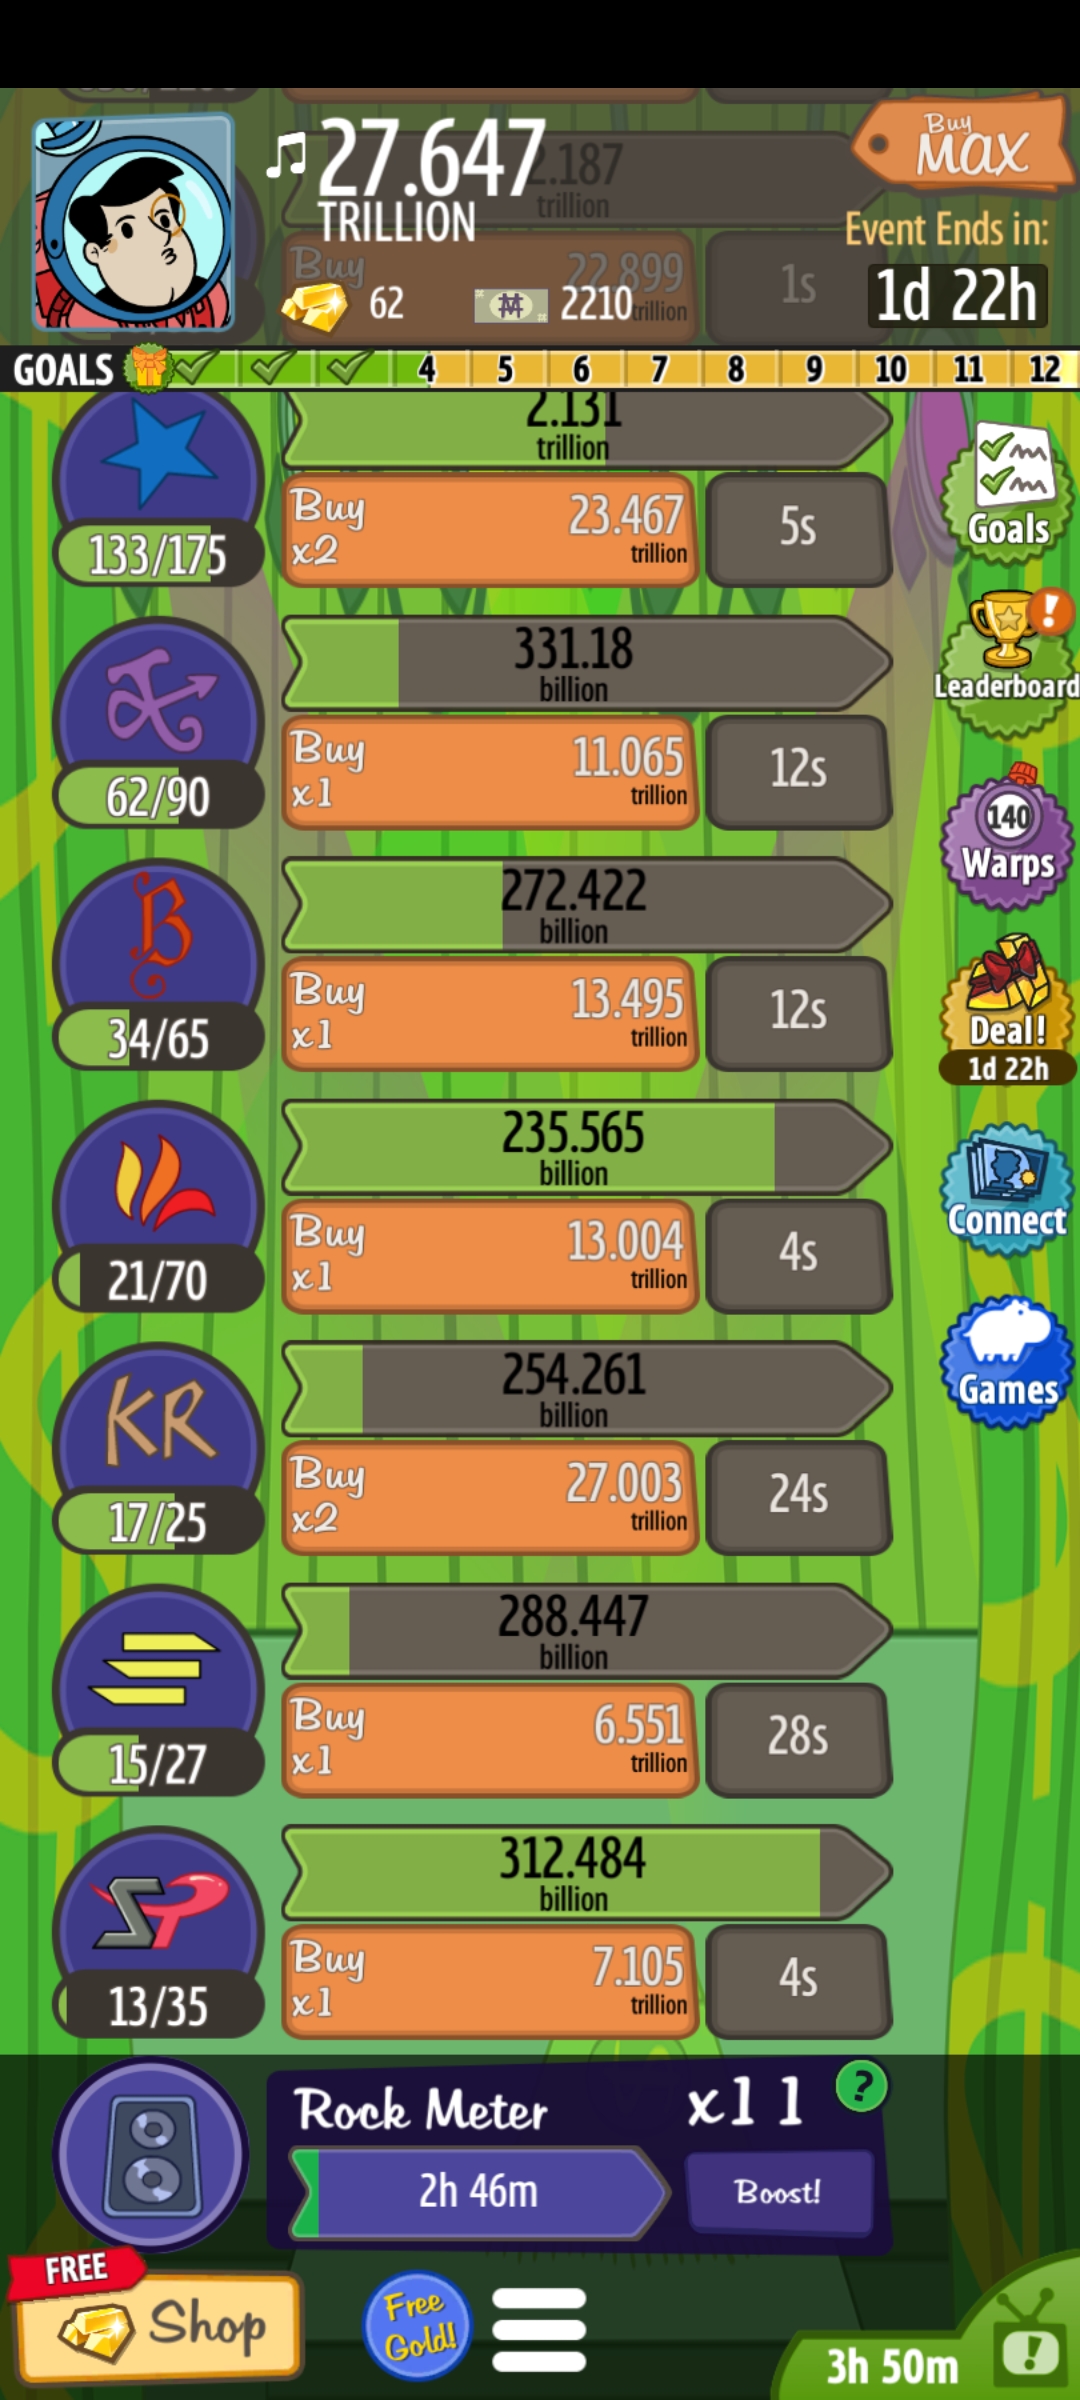 27.647
TRILLION
Buy
MAX
2.187
trillion
Event Ends in:
1d 22h
Buy
22.899
trillion
1s
62
2210
GOALS
4 5 6 7 8 9 10 11 12
2.131
trillion
Buy
x2
23.467
trillion
5s
133/175
Goals
331.18
billion
Buy
x1
11.065
trillion
12s
62/90
Leaderboard
272.422
billion
B
Buy
x1
13.495
trillion
12s
34/65
140
Warps
Deal!
1d 22h
235.565
billion
Buy
x1
13.004
trillion
4s
21/70
Connect
254.261
billion
KR
Buy
x2
27.003
trillion
24s
17/25
Games
288.447
billion
Buy
x1
6.551
trillion
28s
15/27
312.484
billion
SP
Buy
x1
7.105
trillion
4s
13/35
Rock Meter
x11
?
2h 46m
Boost!
FREE
Shop
Free
Gold!
3h 50m